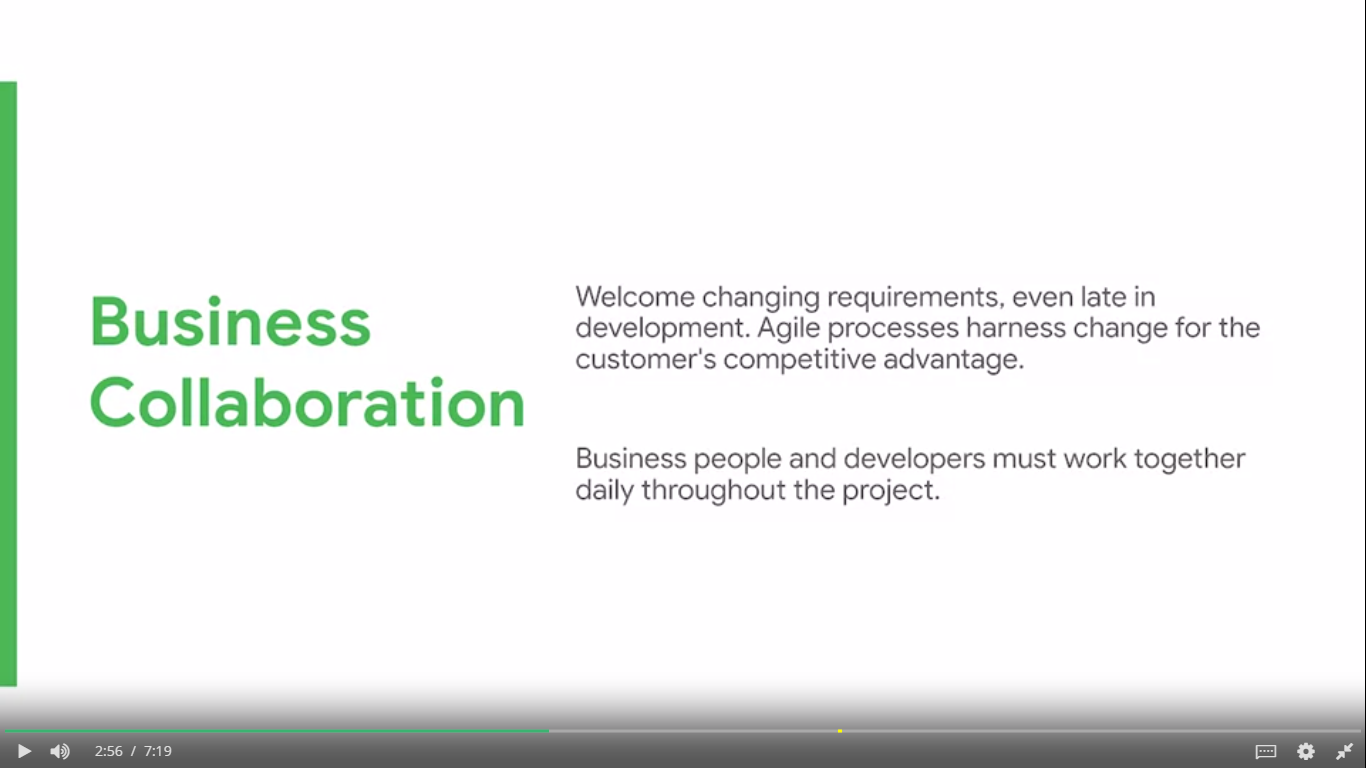 Business
Collaboration
Welcome changing requirements, even late in
development. Agile processes harness change for the
customer's competitive advantage.
Business people and developers must work together
daily throughout the project.
2:56 / 7:19